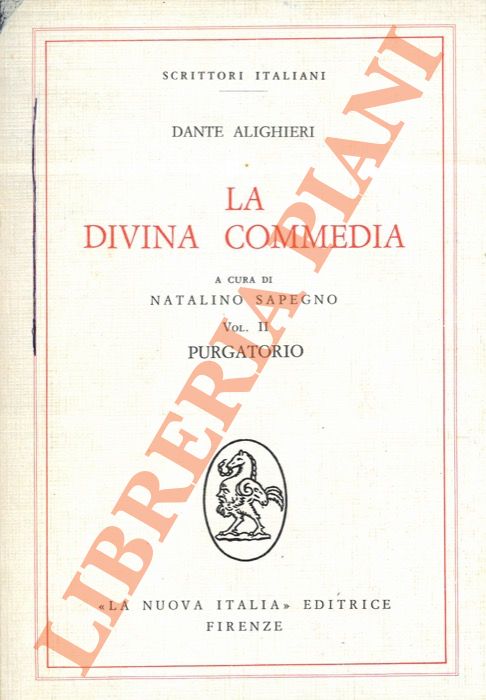 SCRITTORI ITALIANI
DANTE ALIGHIERI
LA
DIVINA COMMEDIA
A CURA DI
NATALINO SAPEGNO
VOL. II
PURGATORIO
«LA NUOVA ITALIA» EDITRICE
FIRENZE
LIBRERIA PIANI